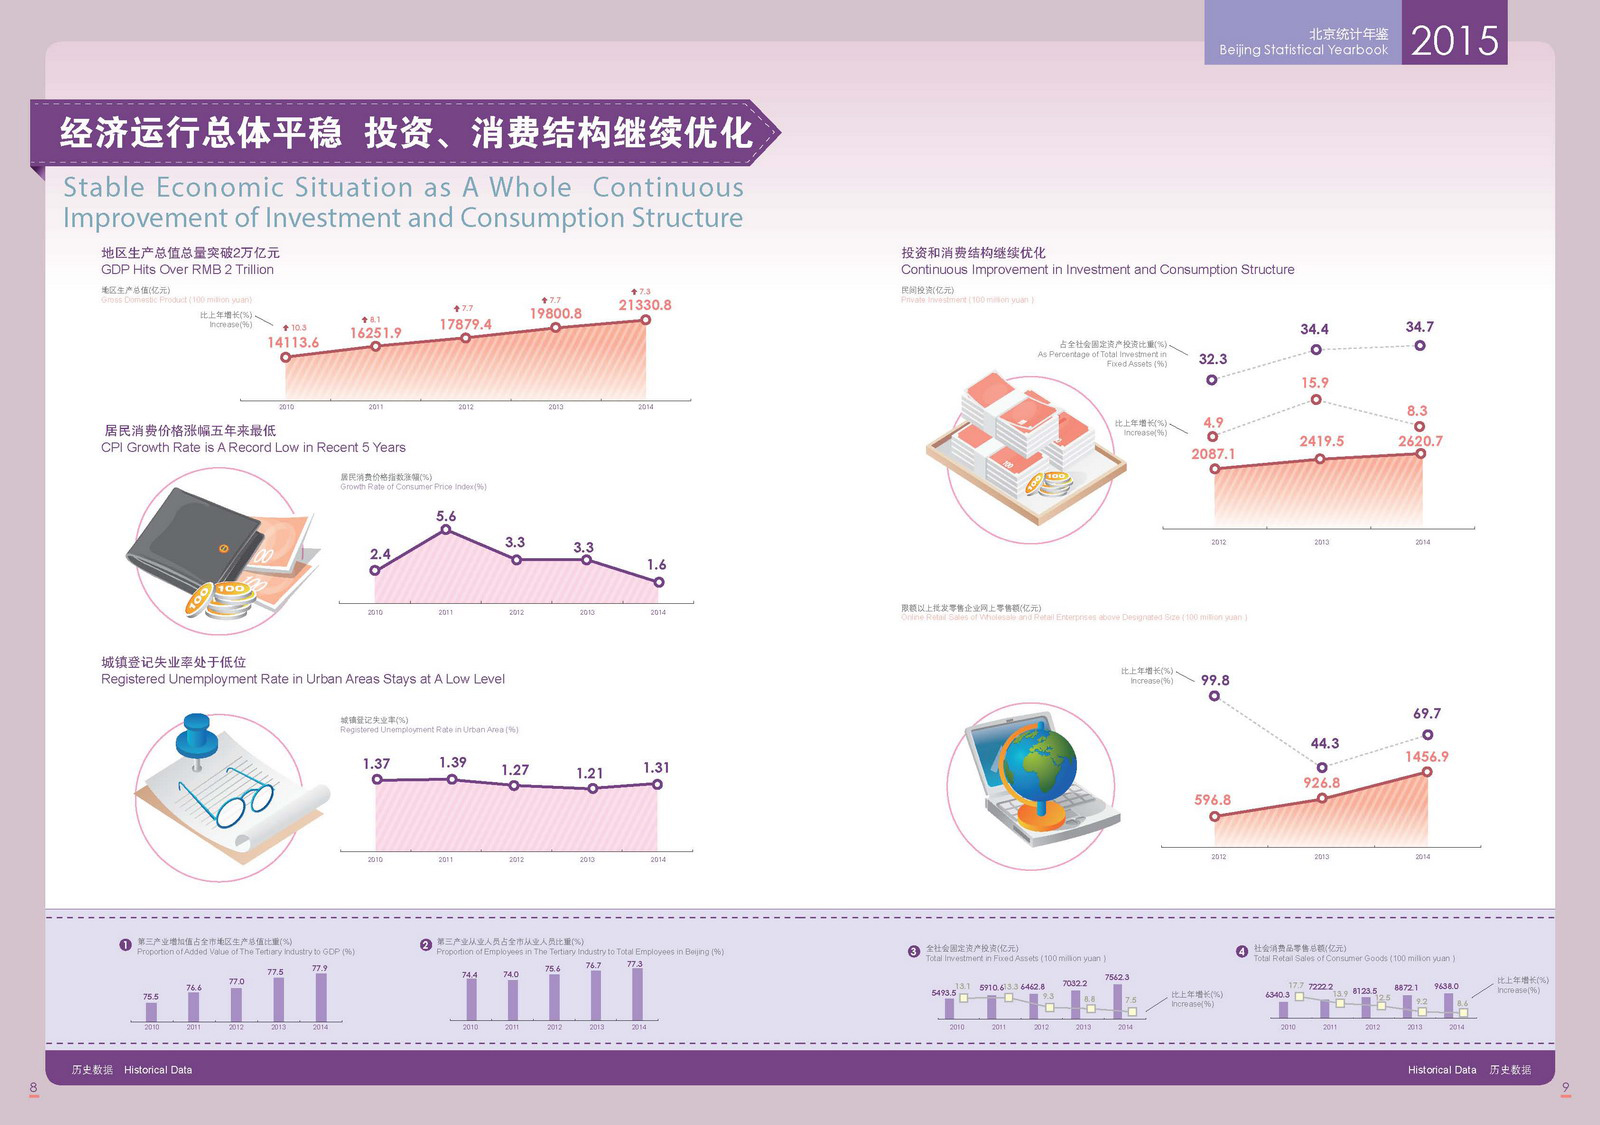 北京统计年鉴
Beijing Statistical Yearbook
2015
经济运行总体平稳 投资、消费结构继续优化
Stable Economic Situation as A Whole Continuous
Improvement of Investment and Consumption Structure
地区生产总值总量突破2万亿元
GDP Hits Over RMB 2 Trillion
地区生产总值(亿元)
Gross Domestic Product (100 million yuan)
比上年增长(%)
Increase(%)
10.3 8.1 7.7 7.7 7.3
14113.6 16251.9 17879.4 19800.8 21330.8
2010 2011 2012 2013 2014
居民消费价格涨幅五年来最低
CPI Growth Rate is A Record Low in Recent 5 Years
居民消费价格指数涨幅(%)
Growth Rate of Consumer Price Index(%)
2.4 5.6 3.3 3.3 1.6
2010 2011 2012 2013 2014
100 100
城镇登记失业率处于低位
Registered Unemployment Rate in Urban Areas Stays at A Low Level
城镇登记失业率(%)
Registered Unemployment Rate in Urban Area (%)
1.37 1.39 1.27 1.21 1.31
2010 2011 2012 2013 2014
投资和消费结构继续优化
Continuous Improvement in Investment and Consumption Structure
民间投资(亿元)
Private Investment (100 million yuan )
占全社会固定资产投资比重(%)
As Percentage of Total Investment in
Fixed Assets (%)
32.3 34.4 34.7
比上年增长(%)
Increase(%)
4.9 15.9 8.3
2087.1 2419.5 2620.7
2012 2013 2014
100 100
限额以上批发零售企业网上零售额(亿元)
Online Retail Sales of Wholesale and Retail Enterprises above Designated Size (100 million yuan )
比上年增长(%)
Increase(%)
99.8 44.3 69.7
596.8 926.8 1456.9
2012 2013 2014
1 第三产业增加值占全市地区生产总值比重(%)
Proportion of Added Value of The Tertiary Industry to GDP (%)
75.5 76.6 77.0 77.5 77.9
2010 2011 2012 2013 2014
2 第三产业从业人员占全市从业人员比重(%)
Proportion of Employees in The Tertiary Industry to Total Employees in Beijing (%)
74.4 74.0 75.6 76.7 77.3
2010 2011 2012 2013 2014
3 全社会固定资产投资(亿元)
Total Investment in Fixed Assets (100 million yuan )
5493.5 5910.6 6462.8 7032.2 7562.3
13.1 13.3 9.3 8.8 7.5
比上年增长(%)
Increase(%)
2010 2011 2012 2013 2014
4 社会消费品零售总额(亿元)
Total Retail Sales of Consumer Goods (100 million yuan )
6340.3 7222.2 8123.5 8872.1 9638.0
17.7 13.9 12.5 9.2 8.6
比上年增长(%)
Increase(%)
2010 2011 2012 2013 2014
历史数据 Historical Data
Historical Data 历史数据
8
9